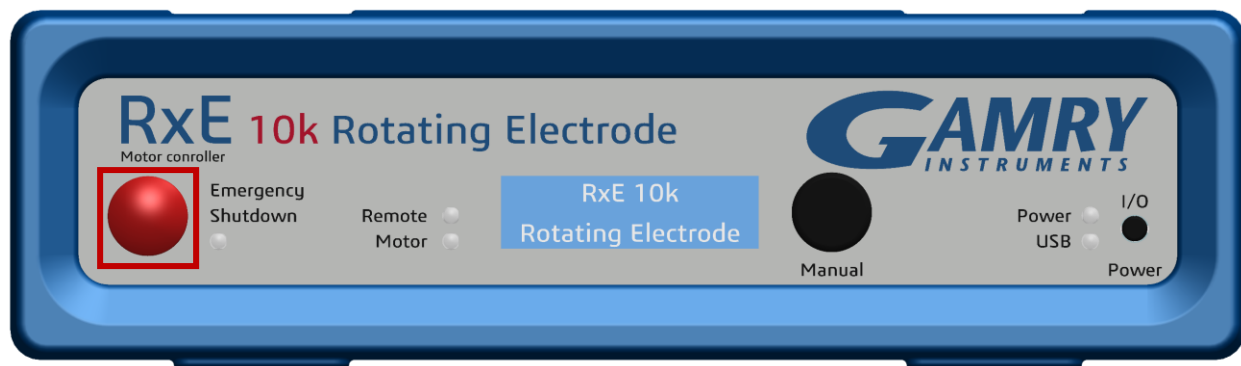 RxE 10k Rotating Electrode
Motor conroller
GAMRY
INSTRUMENTS
Emergency
Shutdown
Remote
Motor
RxE 10k
Rotating Electrode
Manual
Power
USB
I/O
Power